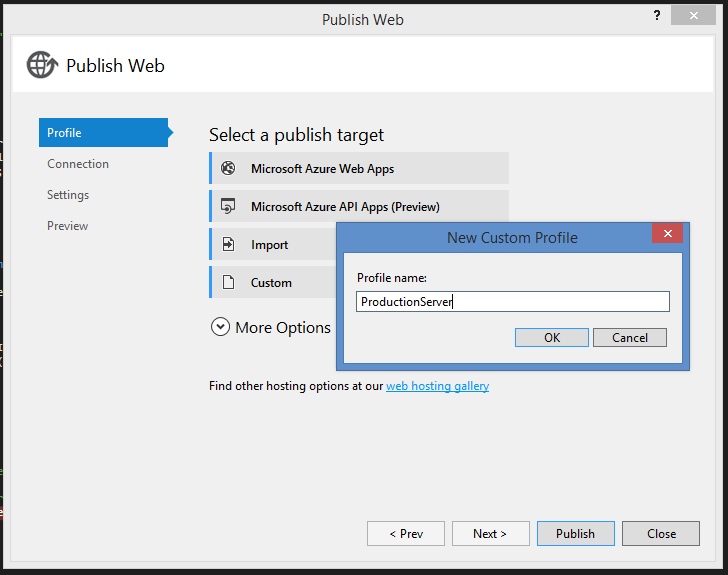 Publish Web
?
Publish Web
Profile
Connection
Settings
Preview
Select a publish target
Microsoft Azure Web Apps
Microsoft Azure API Apps (Preview)
Import
Custom
More Options
Find other hosting options at our web hosting gallery
New Custom Profile
Profile name:
ProductionServer
OK Cancel
< Prev Next > Publish Close